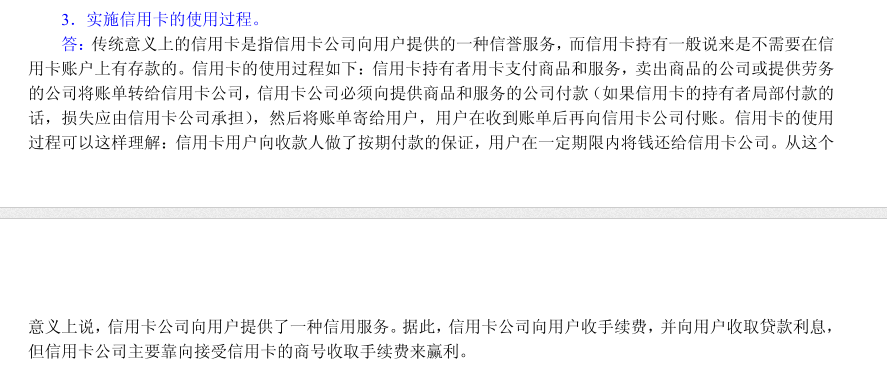 3．实施信用卡的使用过程。
答：传统意义上的信用卡是指信用卡公司向用户提供的一种信誉服务，而信用卡持有一般说来是不需要在信
用卡账户上有存款的。信用卡的使用过程如下：信用卡持有者用卡支付商品和服务，卖出商品的公司或提供劳务
的公司将账单转给信用卡公司，信用卡公司必须向提供商品和服务的公司付款（如果信用卡的持有者局部付款的
话，损失应由信用卡公司承担），然后将账单寄给用户，用户在收到账单后再向信用卡公司付账。信用卡的使用
过程可以这样理解：信用卡用户向收款人做了按期付款的保证，用户在一定期限内将钱还给信用卡公司。从这个
意义上说，信用卡公司向用户提供了一种信用服务。据此，信用卡公司向用户收手续费，并向用户收取贷款利息，
但信用卡公司主要靠向接受信用卡的商号收取手续费来赢利。